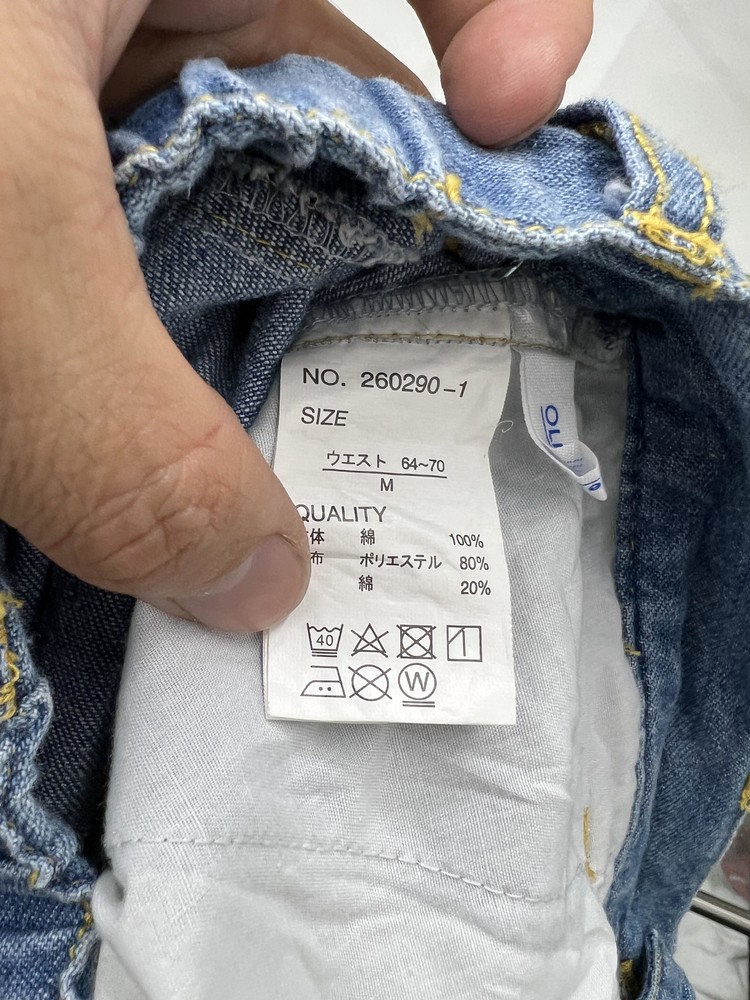 NO. 260290-1
SIZE
ウエスト 64~70
M
QUALITY
体 綿 100%
布 ポリエステル 80%
綿 20%
40
W
OLI